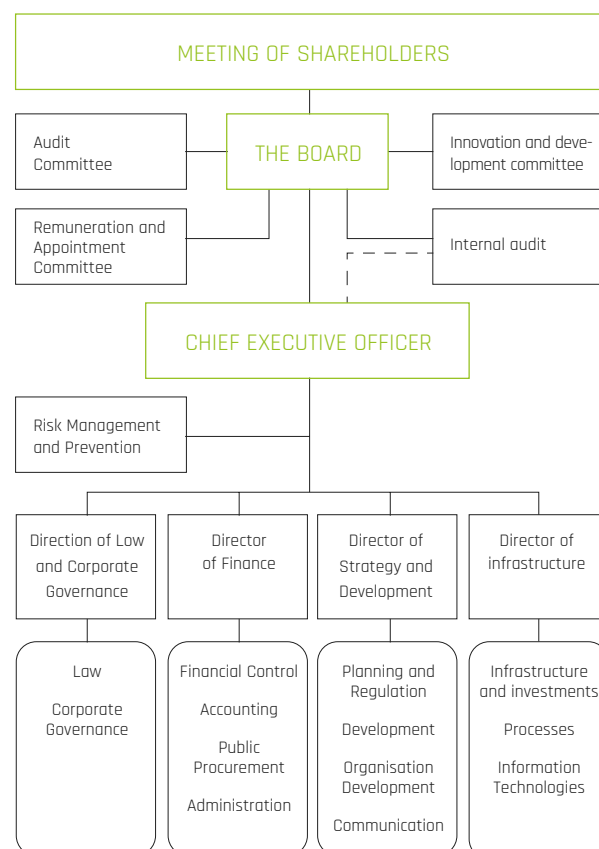 MEETING OF SHAREHOLDERS
Audit
Committee
THE BOARD
Innovation and deve-
lopment committee
Remuneration and
Appointment
Committee
Internal audit
CHIEF EXECUTIVE OFFICER
Risk Management
and Prevention
Direction of Low
and Corporate
Governance
Director
of Finance
Director of
Strategy and
Development
Director of
infrastructure
Law
Corporate
Governance
Financial Control
Accounting
Public
Procurement
Administration
Planning and
Regulation
Development
Organisation
Development
Communication
Infrastructure
and investments
Processes
Information
Technologies